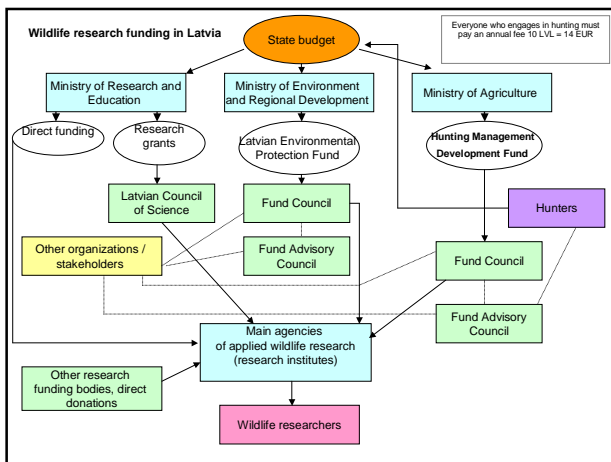 Wildlife research funding in Latvia
State budget
Everyone who engages in hunting must
pay an annual fee 10 LVL = 14 EUR
Ministry of Research and
Education
Ministry of Environment
and Regional Development
Ministry of Agriculture
Direct funding
Research
grants
Latvian Environmental
Protection Fund
Hunting Management
Development Fund
Latvian Council
of Science
Fund Council
Hunters
Other organizations /
stakeholders
Fund Advisory
Council
Fund Council
Fund Advisory
Council
Main agencies
of applied wildlife research
(research institutes)
Other research
funding bodies, direct
donations
Wildlife researchers